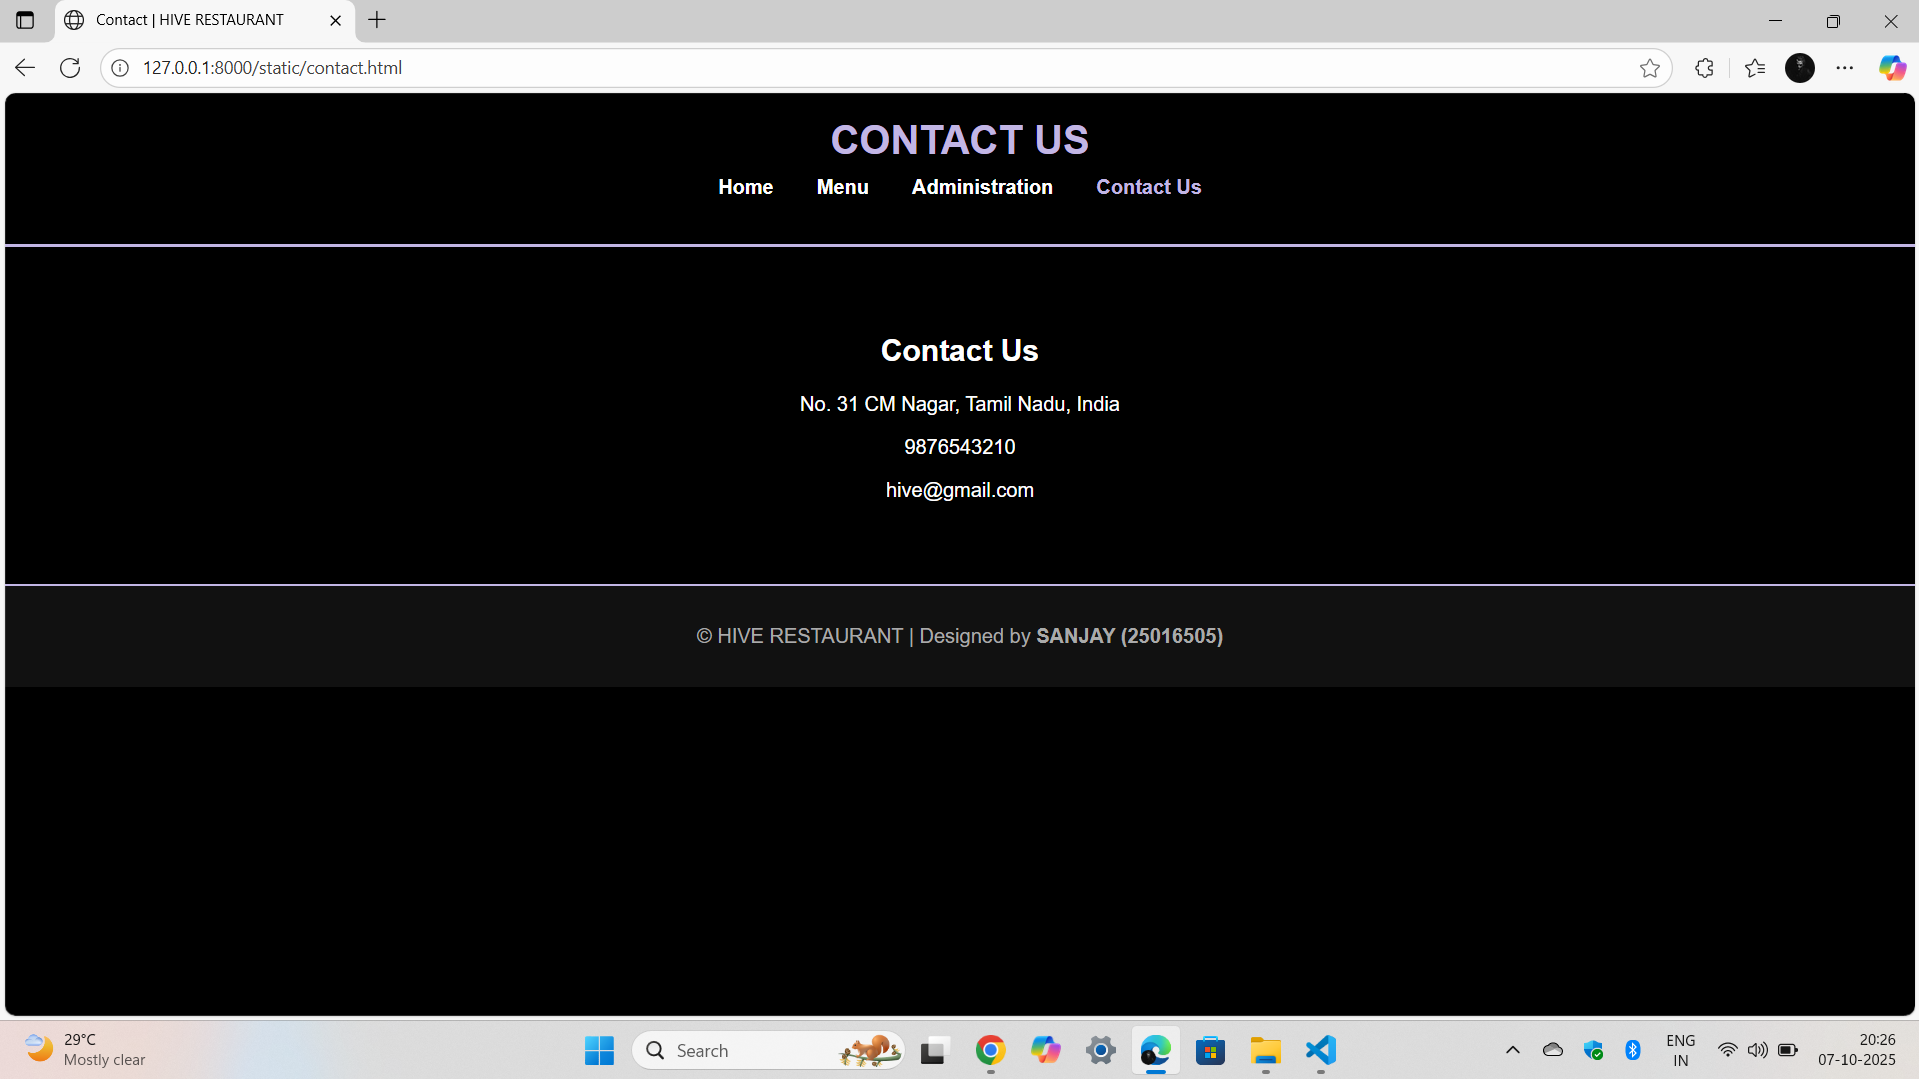 Contact | HIVE RESTAURANT
127.0.0.1:8000/static/contact.html
CONTACT US
Home Menu Administration Contact Us
Contact Us
No. 31 CM Nagar, Tamil Nadu, India
9876543210
hive@gmail.com
© HIVE RESTAURANT | Designed by SANJAY (25016505)
29°C
Mostly clear
Search
ENG
IN
20:26
07-10-2025